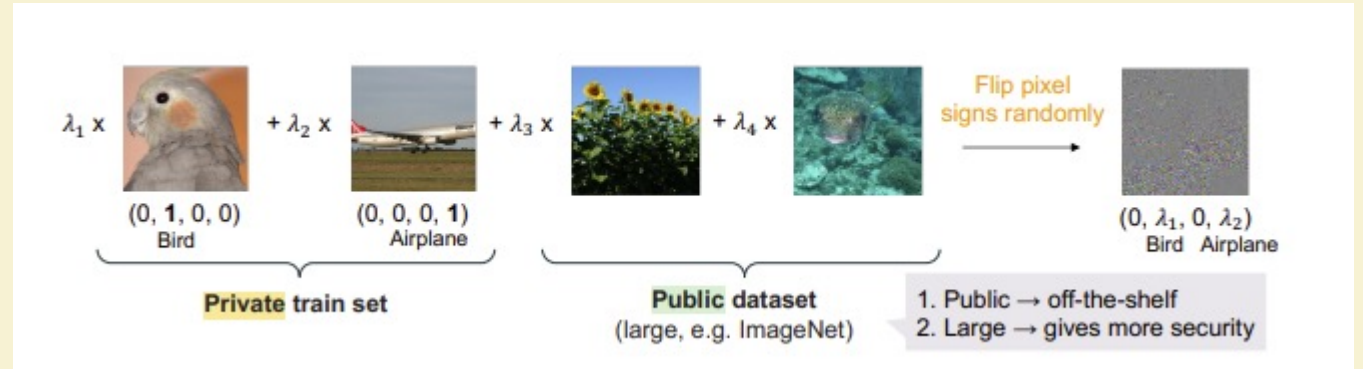 λ₁ x + λ₂ x + λ₃ x + λ₄ x
Flip pixel
signs randomly
(0, 1, 0, 0)
Bird
(0, 0, 0, 1)
Airplane
(0, λ₁, 0, λ₂)
Bird Airplane
Private train set
Public dataset
(large, e.g. ImageNet)
1. Public → off-the-shelf
2. Large → gives more security